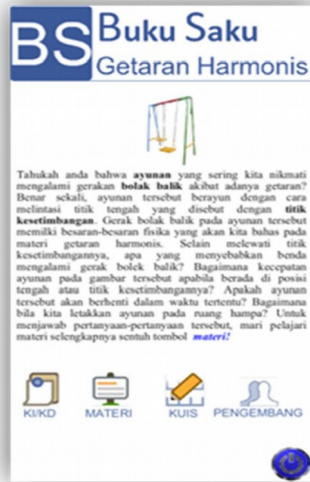 BS Buku Saku
Getaran Harmonis
Tahukah anda bahwa ayunan yang sering kita nikmati
mengalami gerakan bolak balik akibat adanya getaran?
Benar sekali, ayunan tersebut berayun dengan cara
melintasi titik tengah yang disebut dengan titik
kesetimbangan. Gerak bolak balik pada ayunan tersebut
memilki besaran-besaran fisika yang akan kita bahas pada
materi getaran harmonis. Selain melewati titik
kesetimbangannya, apa yang menyebabkan benda
mengalami gerak bolek balik? Bagaimana kecepatan
ayunan pada gambar tersebut apabila berada di posisi
tengah atau titik kesetimbangannya? Apakah ayunan
tersebut akan berhenti dalam waktu tertentu? Bagaimana
bila kita letakkan ayunan pada ruang hampa? Untuk
menjawab pertanyaan-pertanyaan tersebut, mari pelajari
materi selengkapnya sentuh tombol materi!
KI/KD MATERI KUIS PENGEMBANG